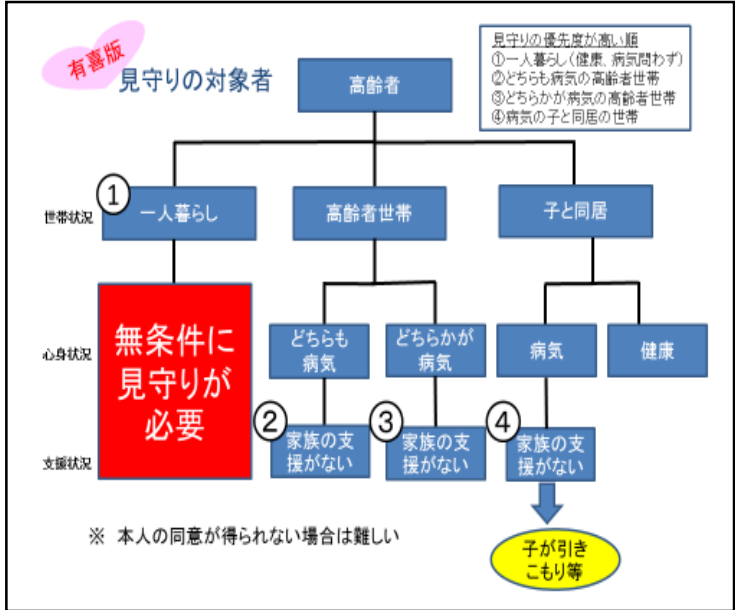 有喜版
見守りの対象者
見守りの優先度が高い順
①一人暮らし(健康、病気問わず)
②どちらも病気の高齢者世帯
③どちらかが病気の高齢者世帯
④病気の子と同居の世帯
高齢者
世帯状況
①
一人暮らし
高齢者世帯
子と同居
心身状況
無条件に
見守りが
必要
どちらも
病気
どちらかが
病気
病気
健康
支援状況
②
家族の支
援がない
③
家族の支
援がない
④
家族の支
援がない
※ 本人の同意が得られない場合は難しい
子が引き
こもり等